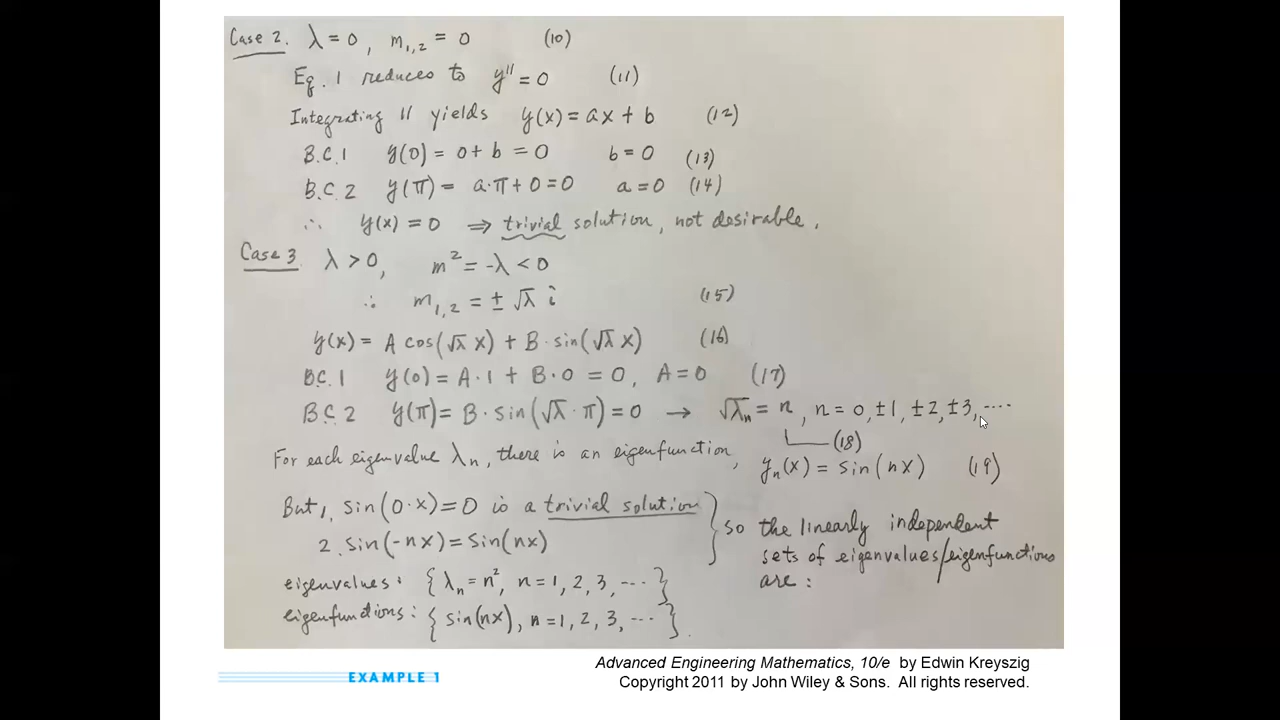 Case 2. λ = 0, m₁,₂ = 0 (10)
Eq. 1 reduces to y'' = 0 (11)
Integrating 11 yields y(x) = ax + b (12)
B.C.1 y(0) = 0 + b = 0 b = 0 (13)
B.C.2 y(π) = a·π + 0 = 0 a = 0 (14)
∴ y(x) = 0 ⇒ trivial solution, not desirable.
Case 3 λ > 0, m² = -λ < 0
∴ m₁,₂ = ± √λ i (15)
y(x) = A cos(√λ x) + B·sin(√λ x) (16)
B.C.1 y(0) = A·1 + B·0 = 0, A = 0 (17)
B.C.2 y(π) = B·sin(√λ·π) = 0 → √λₙ = n, n = 0, ±1, ±2, ±3, ····
(18)
For each eigenvalue λₙ, there is an eigenfunction, yₙ(x) = sin(nx) (19)
But 1. sin(0·x) = 0 is a trivial solution
2. sin(-nx) = sin(nx)
} so the linearly independent
sets of eigenvalues/eigenfunctions
are:
eigenvalues: {λₙ = n², n = 1, 2, 3, ····}
eigenfunctions: {sin(nx), n = 1, 2, 3, ····}.
EXAMPLE 1
Advanced Engineering Mathematics, 10/e by Edwin Kreyszig
Copyright 2011 by John Wiley & Sons. All rights reserved.